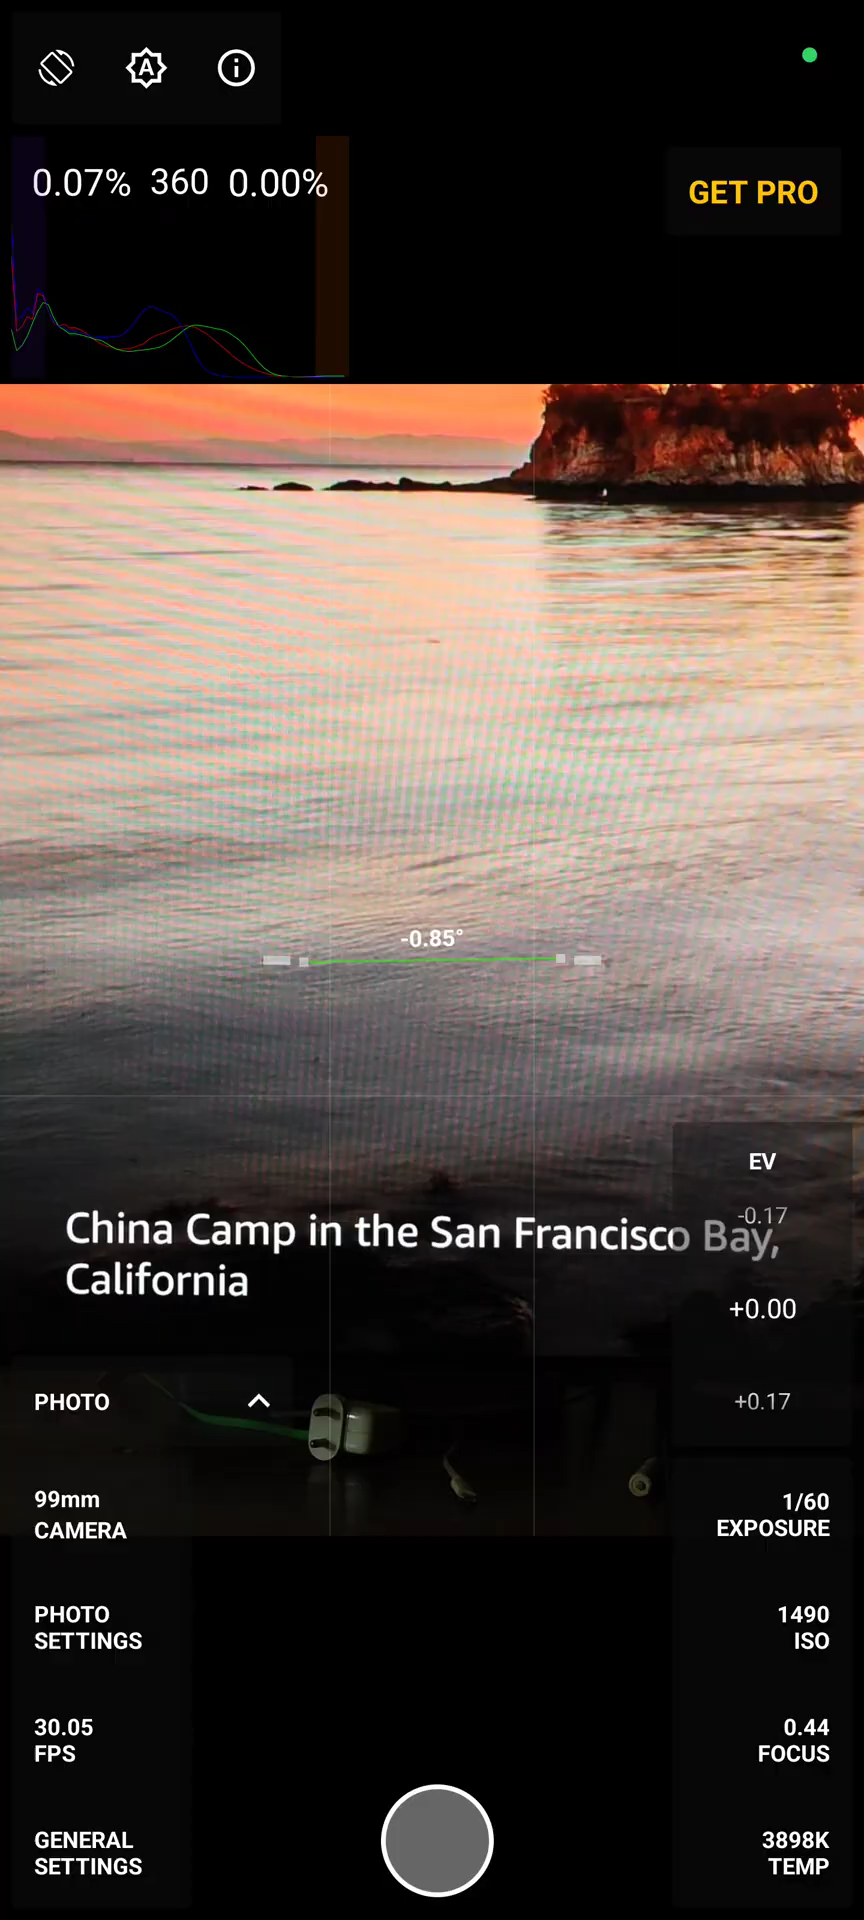 A
i
0.07% 360 0.00%
GET PRO
-0.85°
EV
-0.17
China Camp in the San Francisco Bay,
California
+0.00
+0.17
PHOTO
99mm
CAMERA
1/60
EXPOSURE
PHOTO
SETTINGS
1490
ISO
30.05
FPS
0.44
FOCUS
GENERAL
SETTINGS
3898K
TEMP